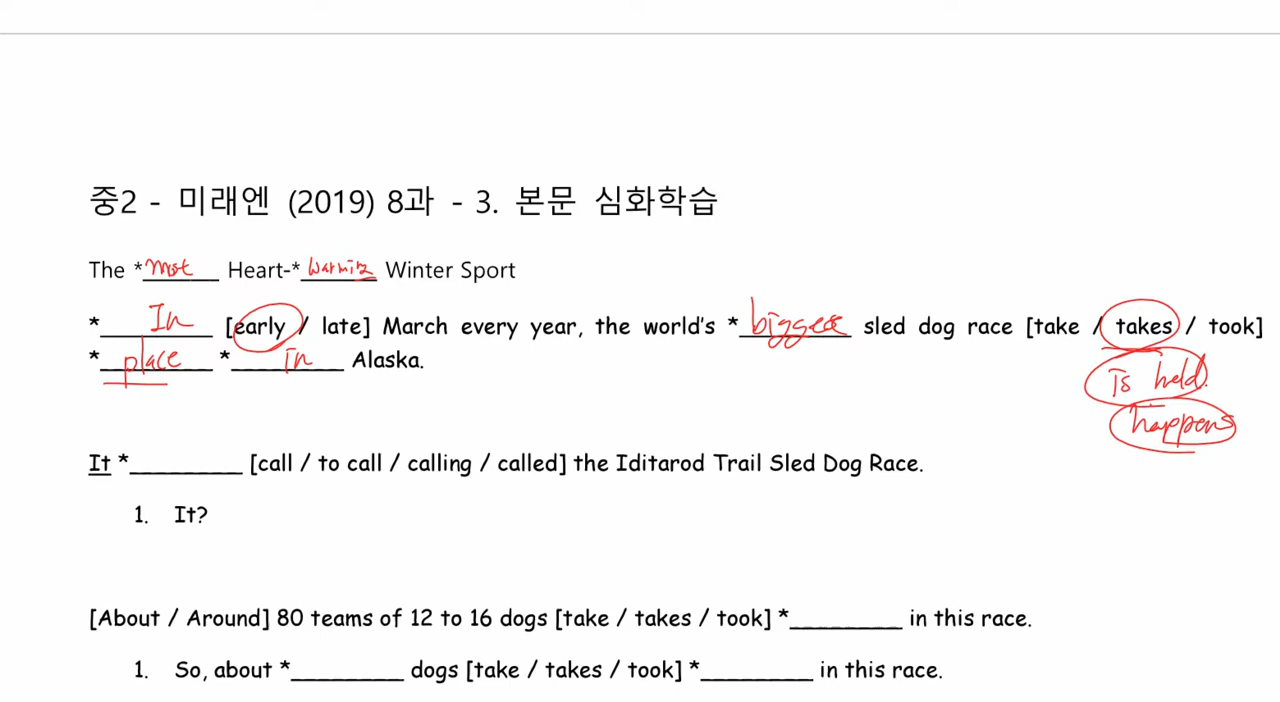 중2 - 미래엔 (2019) 8과 - 3. 본문 심화학습
The *most Heart-*warming Winter Sport
*In [early / late] March every year, the world's *biggest sled dog race [take / takes / took]
*place *in Alaska.
is held.
happens
It *________ [call / to call / calling / called] the Iditarod Trail Sled Dog Race.
1. It?
[About / Around] 80 teams of 12 to 16 dogs [take / takes / took] *________ in this race.
1. So, about *________ dogs [take / takes / took] *________ in this race.